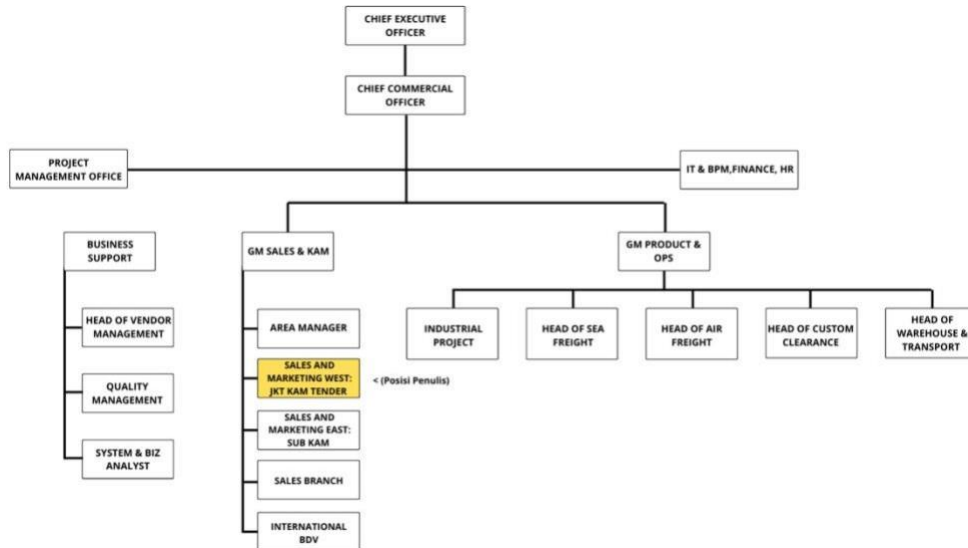 CHIEF EXECUTIVE
OFFICER
CHIEF COMMERCIAL
OFFICER
PROJECT
MANAGEMENT OFFICE
IT & BPM,FINANCE, HR
BUSINESS
SUPPORT
GM SALES & KAM
GM PRODUCT &
OPS
HEAD OF VENDOR
MANAGEMENT
QUALITY
MANAGEMENT
SYSTEM & BIZ
ANALYST
AREA MANAGER
SALES AND
MARKETING WEST:
JKT KAM TENDER
< (Posisi Penulis)
SALES AND
MARKETING EAST:
SUB KAM
SALES BRANCH
INTERNATIONAL
BDV
INDUSTRIAL
PROJECT
HEAD OF SEA
FREIGHT
HEAD OF AIR
FREIGHT
HEAD OF CUSTOM
CLEARANCE
HEAD OF
WAREHOUSE &
TRANSPORT